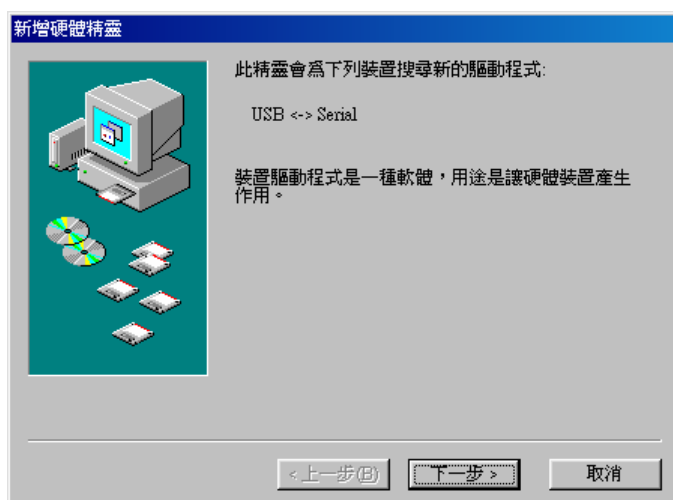 新增硬體精靈
此精靈會爲下列裝置搜尋新的驅動程式:
USB <-> Serial
裝置驅動程式是一種軟體，用途是讓硬體裝置產生
作用。
<上一步(B)
下一步>
取消